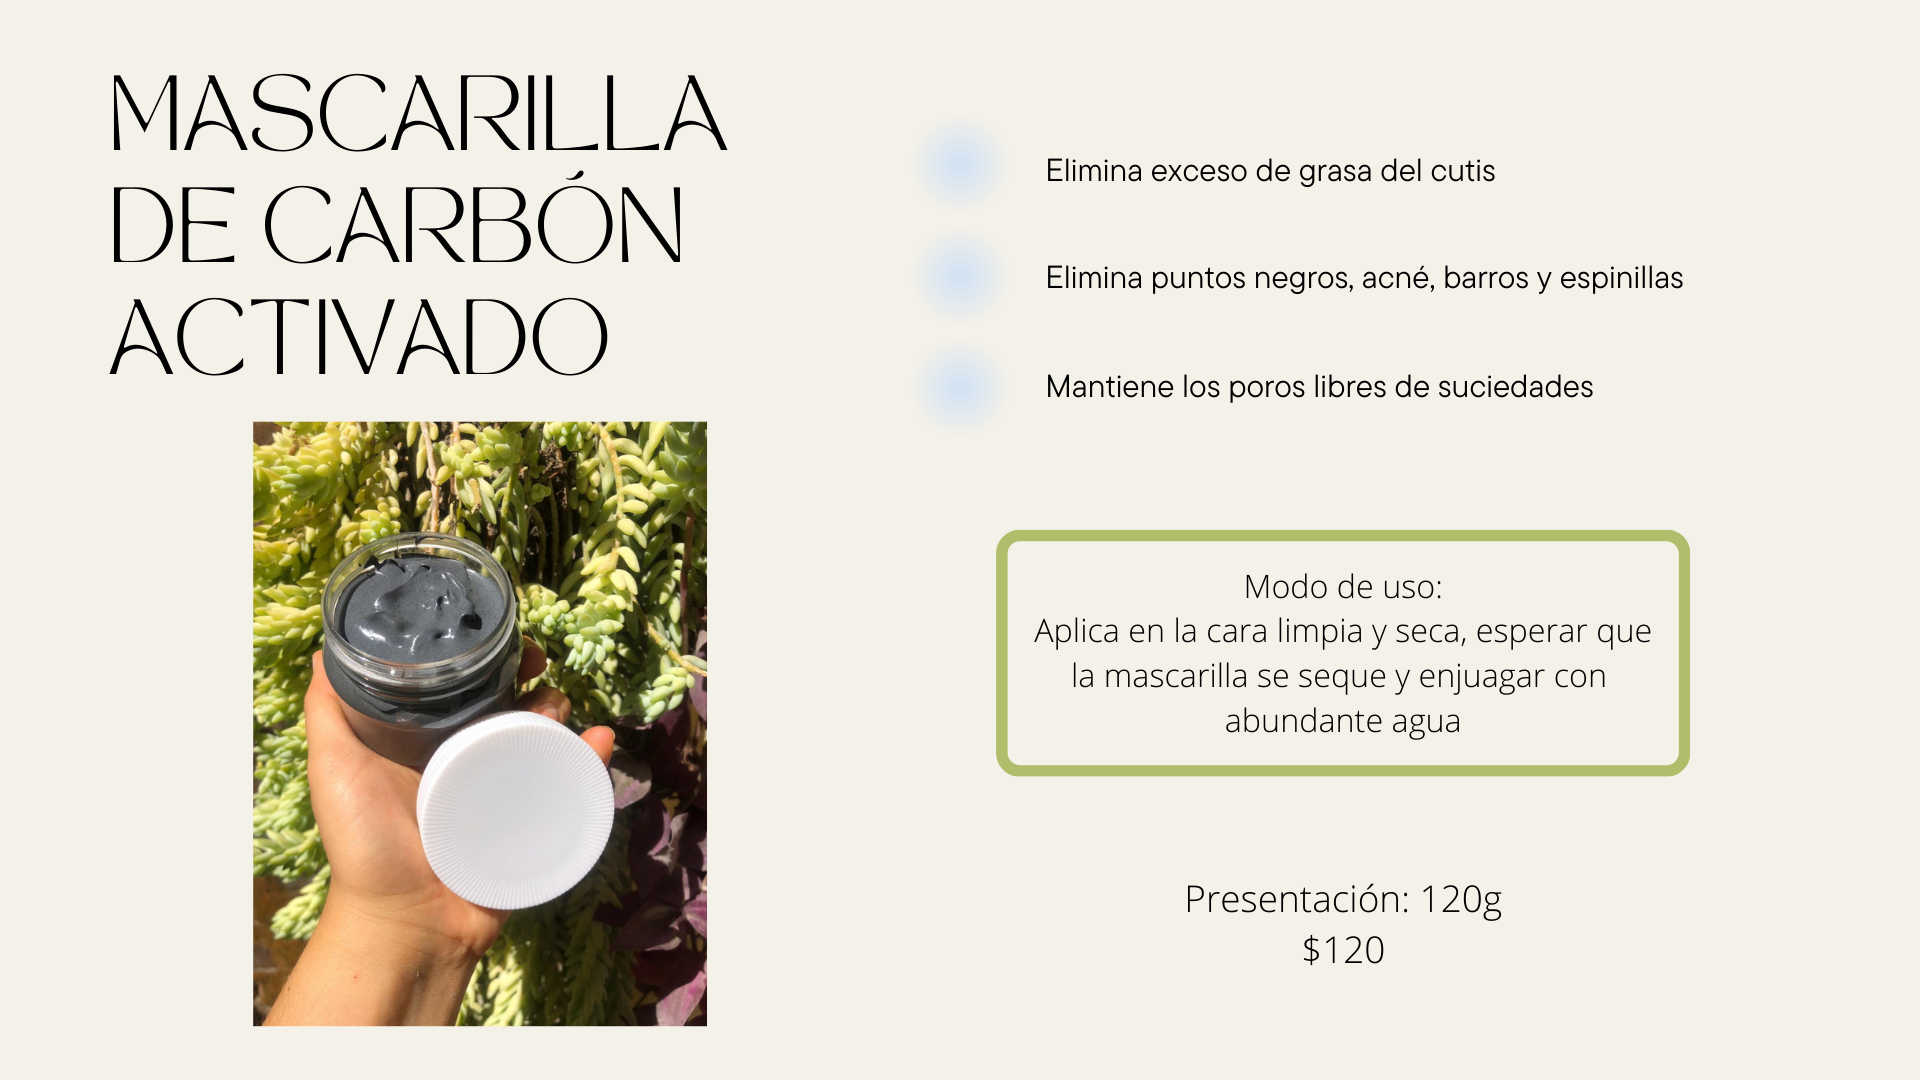 MASCARILLA
DE CARBÓN
ACTIVADO
Elimina exceso de grasa del cutis
Elimina puntos negros, acné, barros y espinillas
Mantiene los poros libres de suciedades
Modo de uso:
Aplica en la cara limpia y seca, esperar que
la mascarilla se seque y enjuagar con
abundante agua
Presentación: 120g
$120